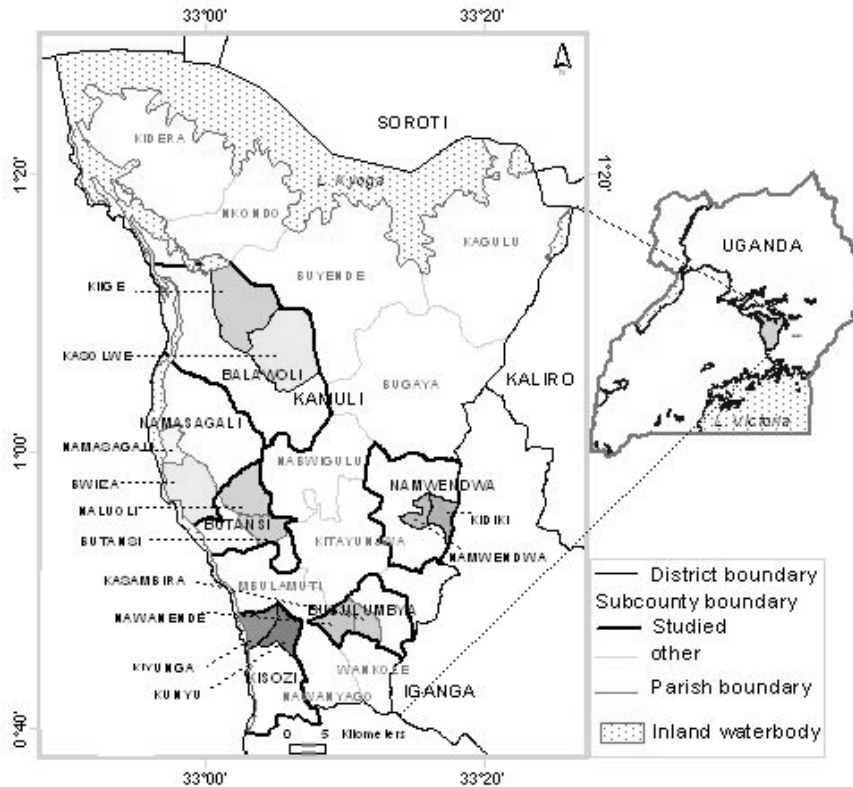 33°00'
33°20'
N
SOROTI
KIDERA
1°20'
1°20'
L. Kyoga
NKONDO
KAGULU
UGANDA
BUYENDE
KIIGE
KASOLWE
BALAWOLI
BUGAYA
KALIRO
KAMULI
NAMASAGALI
L. Victoria
NAMASAGALI
1°00'
NABWIGULU
BWIIZA
NAMWENDWA
NALUOLI
KIDIKI
BUTANSI
KITAYUNJWA
BUTANSI
NAMWENDWA
KASAMBIRA
MBULAMUTI
BUGULUMBYA
NAWANENDE
KIYUNGA
WANKOLE
KISOZI
KUNYU
NAWANYAGO
IGANGA
0°40'
0 5 Kilometers
33°00'
33°20'
District boundary
Subcounty boundary
Studied
other
Parish boundary
Inland waterbody